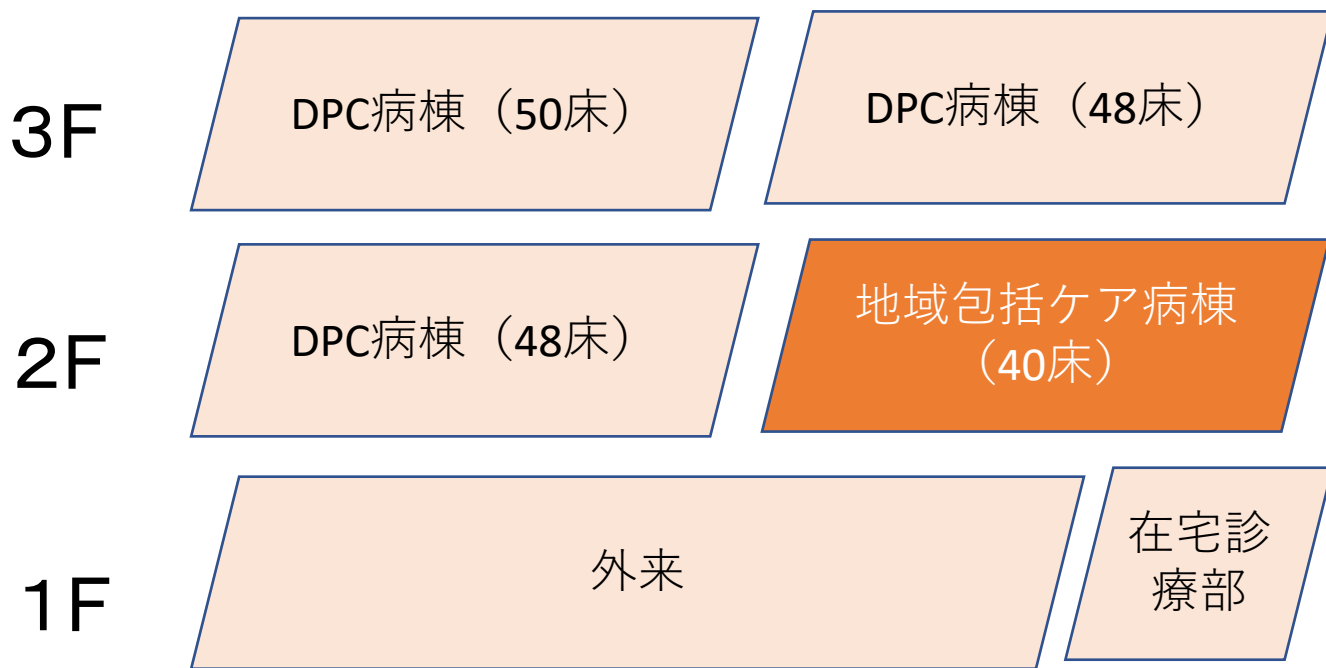 3F
DPC病棟（50床）
DPC病棟（48床）
2F
DPC病棟（48床）
地域包括ケア病棟
（40床）
1F
外来
在宅診
療部